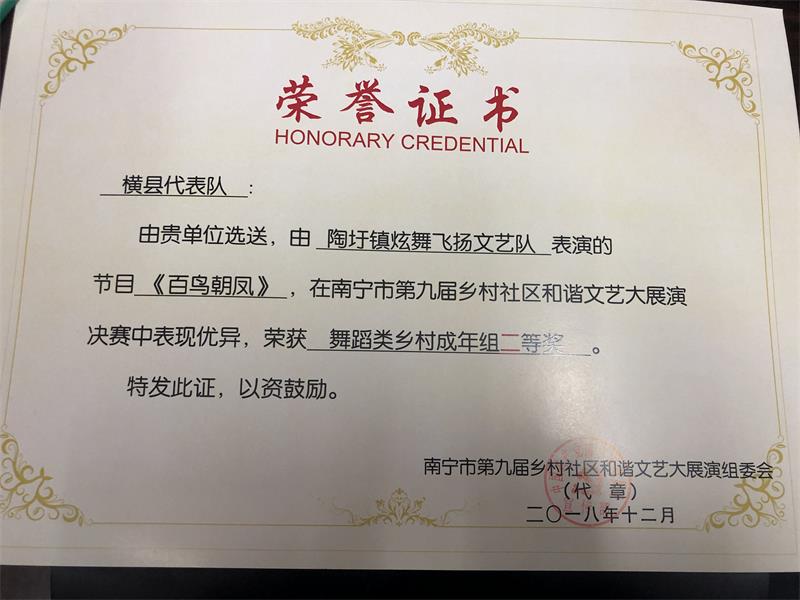 荣誉证书
HONORARY CREDENTIAL
横县代表队：
由贵单位选送，由 陶圩镇炫舞飞扬文艺队 表演的
节目《百鸟朝凤》，在南宁市第九届乡村社区和谐文艺大展演
决赛中表现优异，荣获 舞蹈类乡村成年组二等奖 。
特发此证，以资鼓励。
南宁市第九届乡村社区和谐文艺大展演组委会
（代 章）
二〇一八年十二月